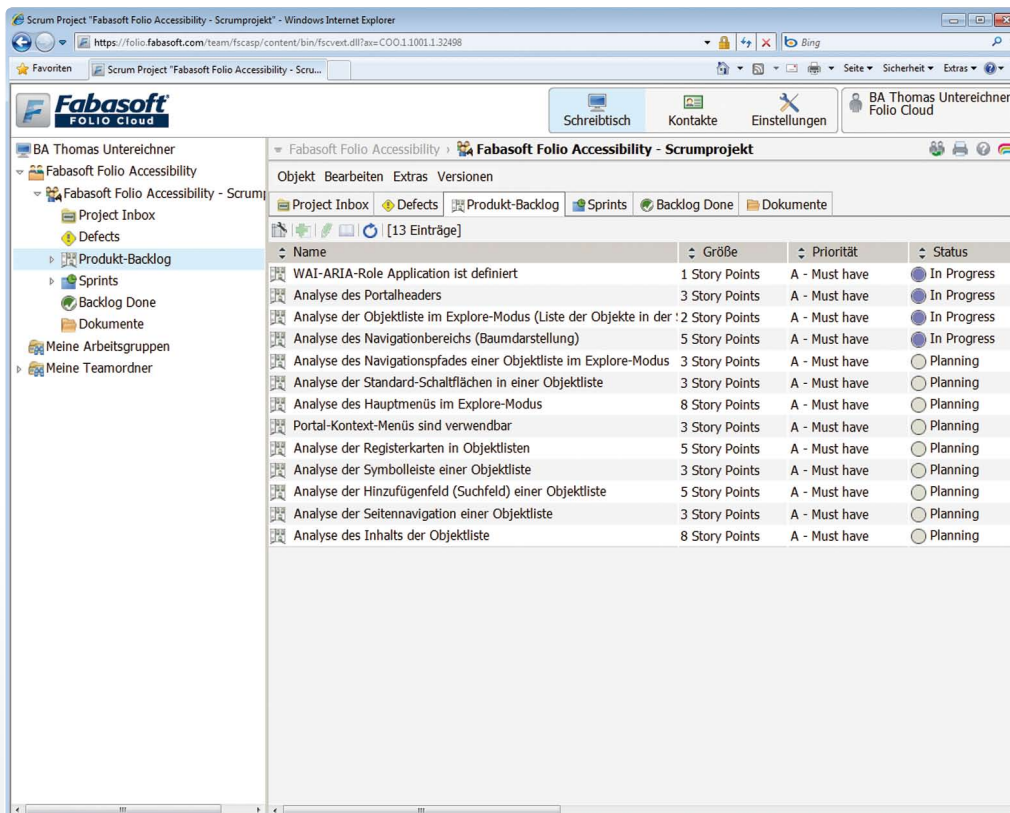 Scrum Project "Fabasoft Folio Accessibility - Scrumprojekt" - Windows Internet Explorer
https://folio.fabasoft.com/team/fscasp/content/bin/fscvext.dll?ax=COO.1.1001.1.32498
Bing
Favoriten
Scrum Project "Fabasoft Folio Accessibility - Scru...
Seite Sicherheit Extras
Fabasoft
FOLIO Cloud
Schreibtisch Kontakte Einstellungen
BA Thomas Untereichner
Folio Cloud
BA Thomas Untereichner
Fabasoft Folio Accessibility
Fabasoft Folio Accessibility - Scrump
Project Inbox
Defects
Produkt-Backlog
Sprints
Backlog Done
Dokumente
Meine Arbeitsgruppen
Meine Teamordner
Fabasoft Folio Accessibility › Fabasoft Folio Accessibility - Scrumprojekt
Objekt Bearbeiten Extras Versionen
Project Inbox Defects Produkt-Backlog Sprints Backlog Done Dokumente
[13 Einträge]
Name Größe Priorität Status
WAI-ARIA-Role Application ist definiert 1 Story Points A - Must have In Progress
Analyse des Portalheaders 3 Story Points A - Must have In Progress
Analyse der Objektliste im Explore-Modus (Liste der Objekte in der 2 Story Points A - Must have In Progress
Analyse des Navigationbereichs (Baumdarstellung) 5 Story Points A - Must have In Progress
Analyse des Navigationspfades einer Objektliste im Explore-Modus 3 Story Points A - Must have Planning
Analyse der Standard-Schaltflächen in einer Objektliste 3 Story Points A - Must have Planning
Analyse des Hauptmenüs im Explore-Modus 8 Story Points A - Must have Planning
Portal-Kontext-Menüs sind verwendbar 3 Story Points A - Must have Planning
Analyse der Registerkarten in Objektlisten 5 Story Points A - Must have Planning
Analyse der Symbolleiste einer Objektliste 3 Story Points A - Must have Planning
Analyse der Hinzufügenfeld (Suchfeld) einer Objektliste 5 Story Points A - Must have Planning
Analyse der Seitennavigation einer Objektliste 3 Story Points A - Must have Planning
Analyse des Inhalts der Objektliste 8 Story Points A - Must have Planning